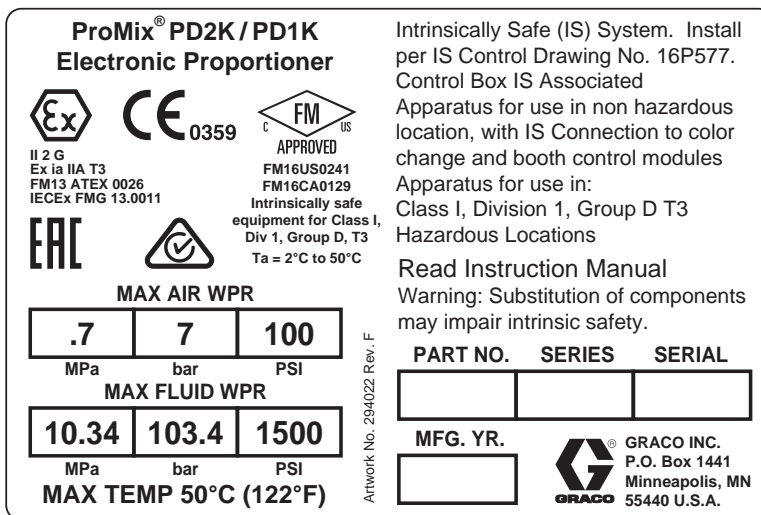 ProMix® PD2K / PD1K
Electronic Proportioner
Ex
CE 0359
FM
C US
APPROVED
II 2 G
Ex ia IIA T3
FM13 ATEX 0026
IECEx FMG 13.0011
FM16US0241
FM16CA0129
Intrinsically safe
equipment for Class I,
Div 1, Group D, T3
Ta = 2°C to 50°C
EAC
MAX AIR WPR
.7 7 100
MPa bar PSI
MAX FLUID WPR
10.34 103.4 1500
MPa bar PSI
MAX TEMP 50°C (122°F)
Artwork No. 294022 Rev. F
Intrinsically Safe (IS) System. Install
per IS Control Drawing No. 16P577.
Control Box IS Associated
Apparatus for use in non hazardous
location, with IS Connection to color
change and booth control modules
Apparatus for use in:
Class I, Division 1, Group D T3
Hazardous Locations
Read Instruction Manual
Warning: Substitution of components
may impair intrinsic safety.
PART NO. SERIES SERIAL
MFG. YR.
G®
GRACO
GRACO INC.
P.O. Box 1441
Minneapolis, MN
55440 U.S.A.